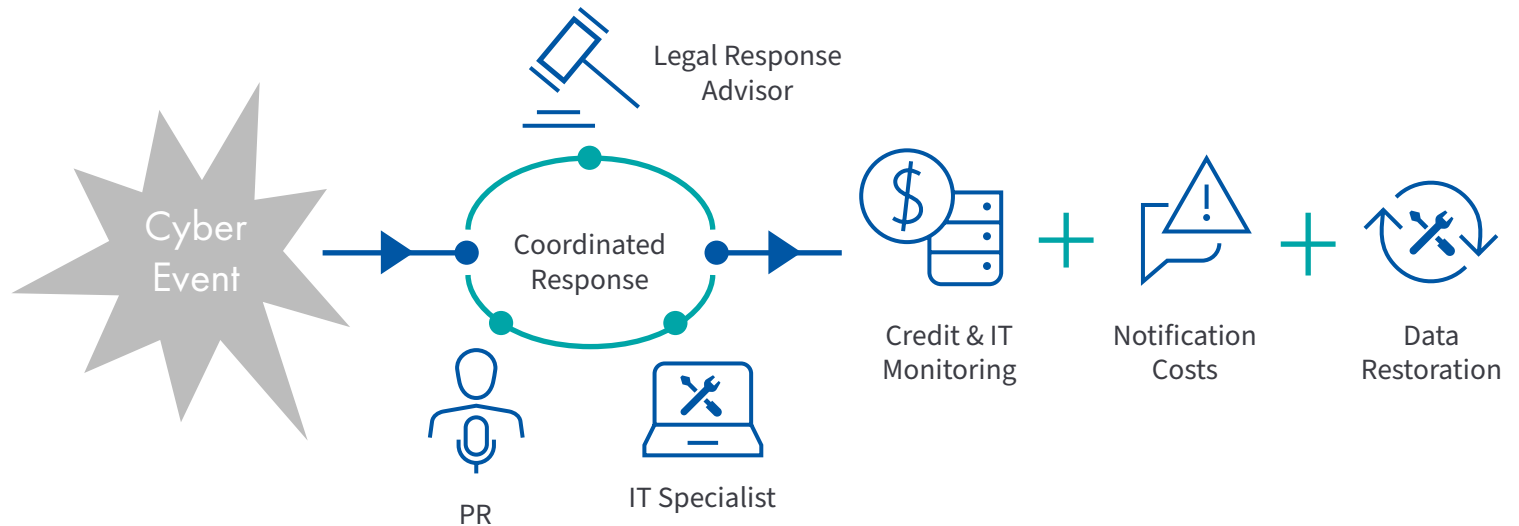 Cyber
Event
Legal Response
Advisor
Coordinated
Response
PR
IT Specialist
Credit & IT
Monitoring
Notification
Costs
Data
Restoration